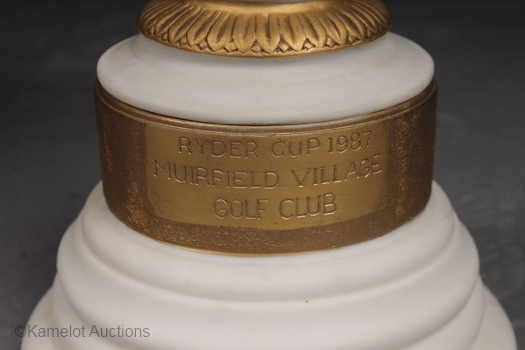 RYDER CUP 1987
MUIRFIELD VILLAGE
GOLF CLUB
©Kamelot Auctions